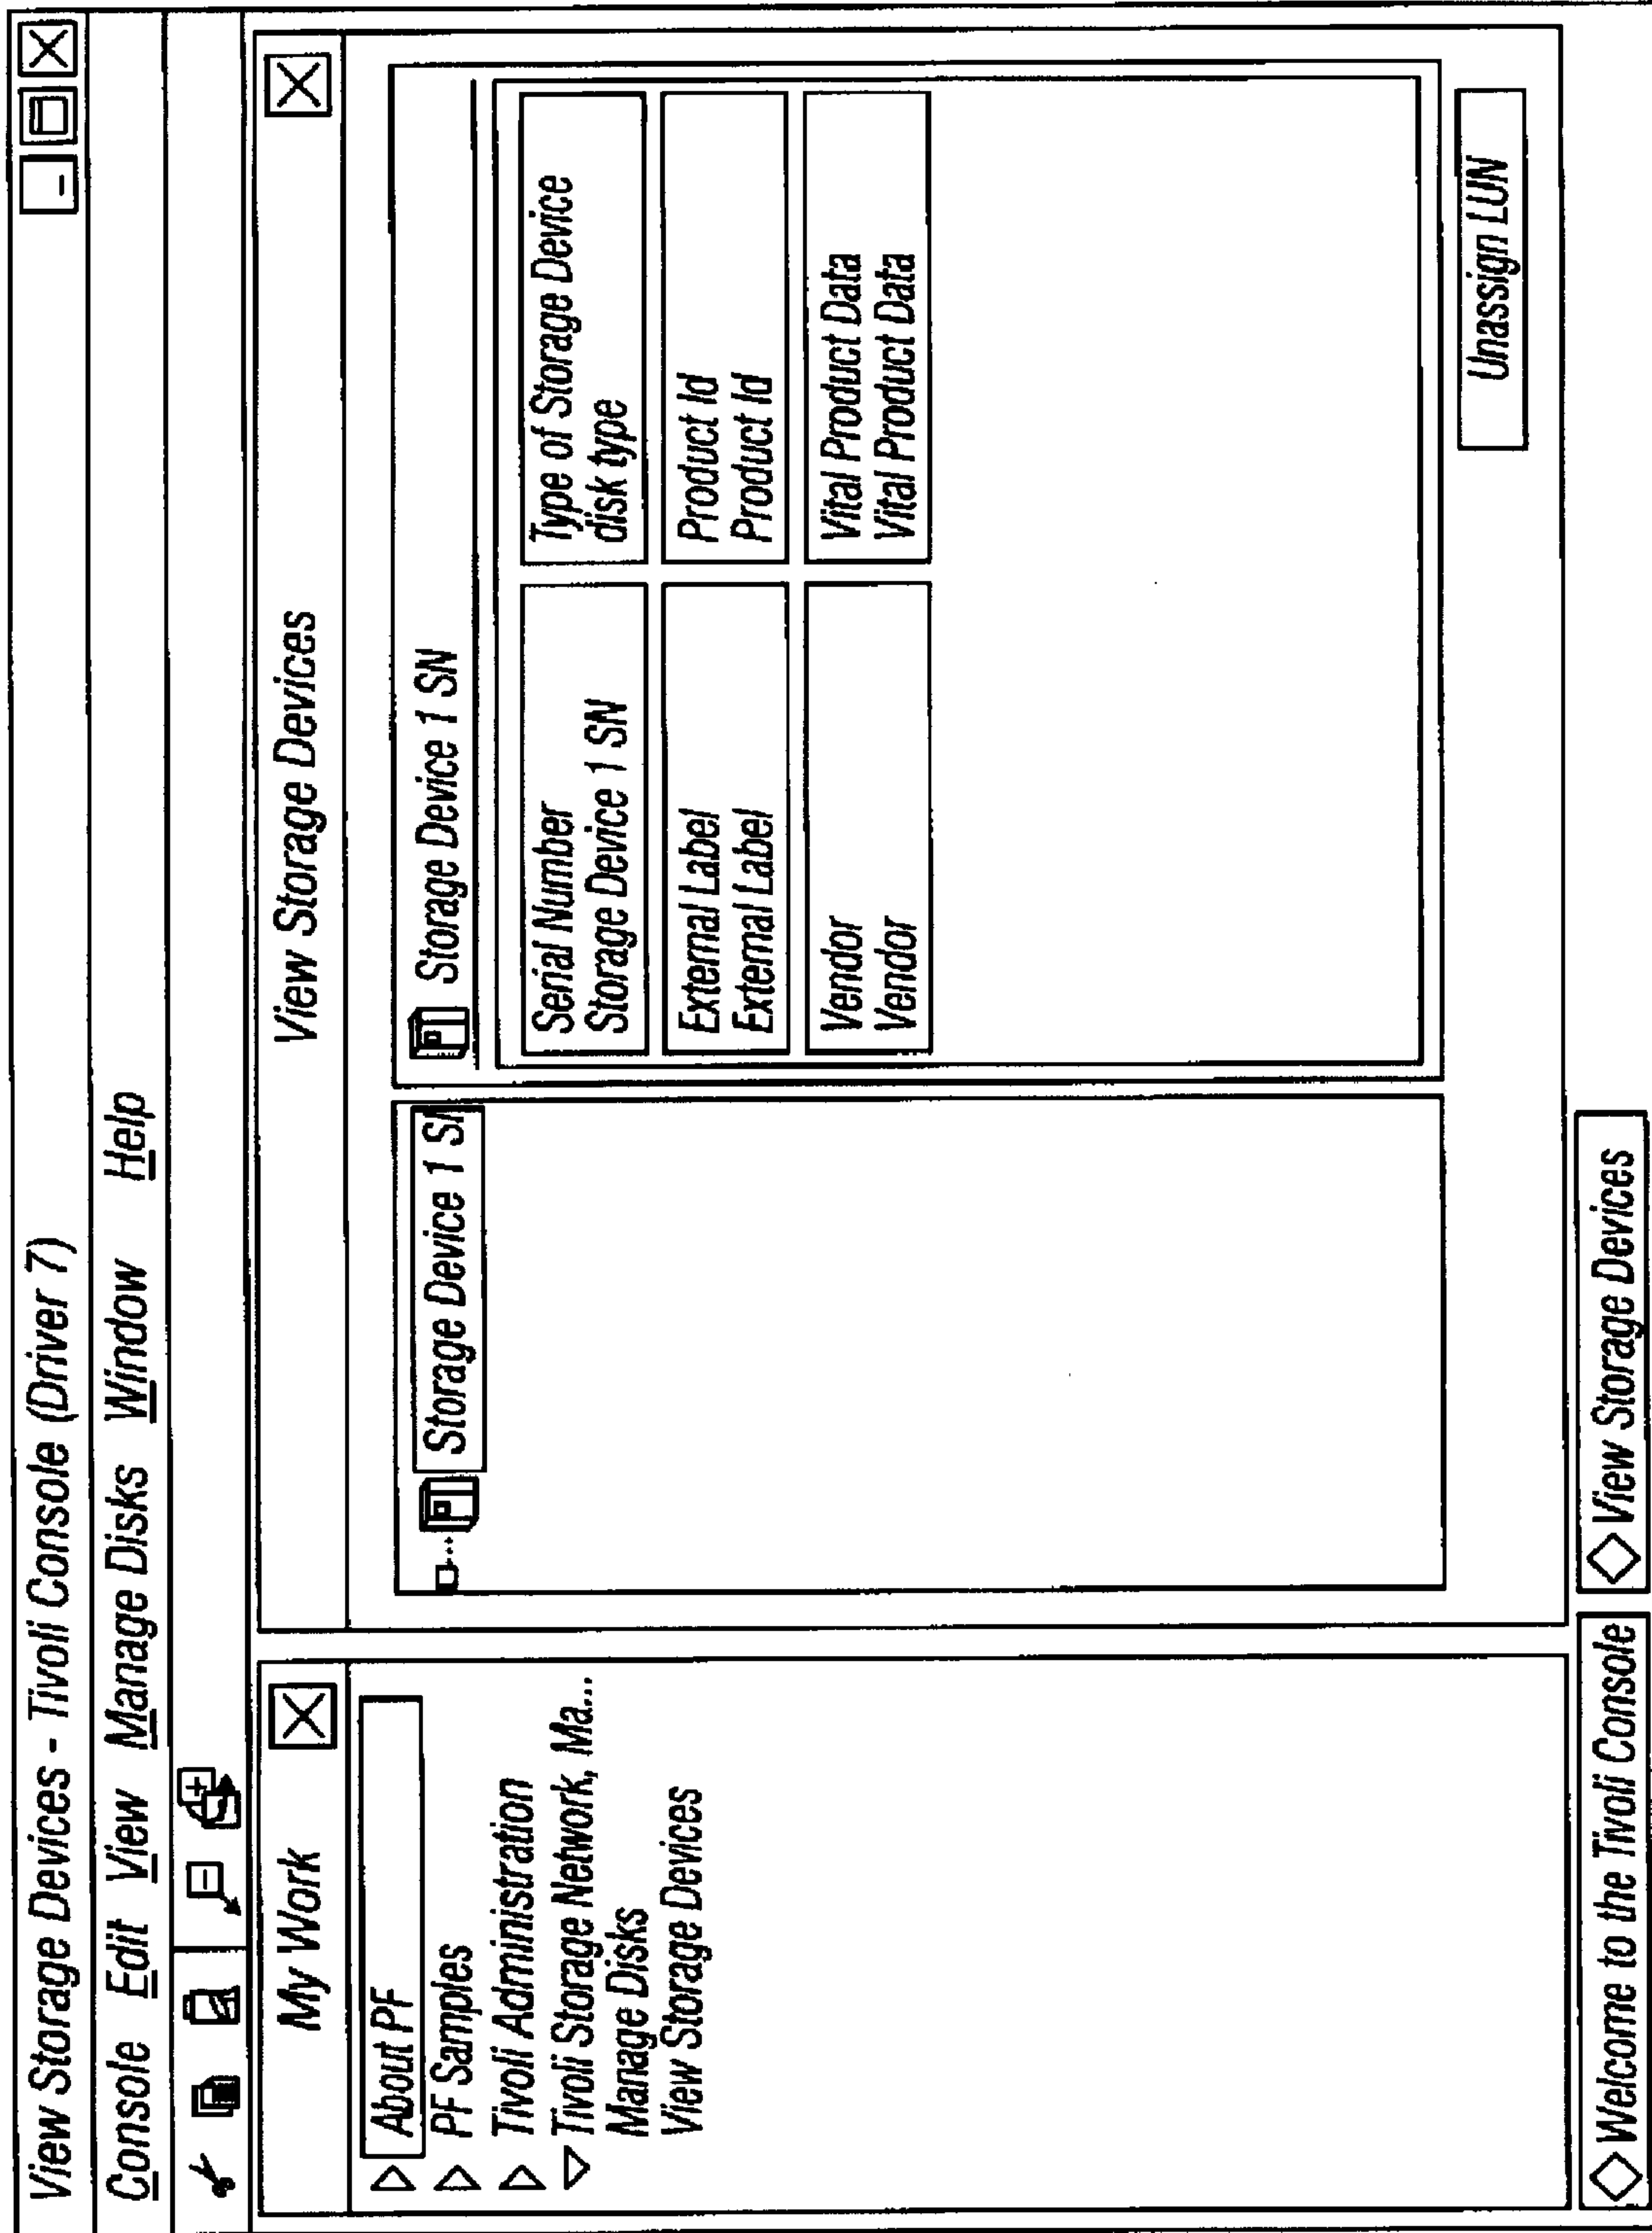 View Storage Devices - Tivoli Console (Driver 7)
Console Edit View Manage Disks Window Help
My Work
About PF
PF Samples
Tivoli Administration
Tivoli Storage Network, Ma...
Manage Disks
View Storage Devices
View Storage Devices
Storage Device 1 SN
Storage Device 1 SN
Serial Number
Storage Device 1 SN
Type of Storage Device
disk type
External Label
External Label
Product Id
Product Id
Vendor
Vendor
Vital Product Data
Vital Product Data
Unassign LUN
Welcome to the Tivoli Console
View Storage Devices